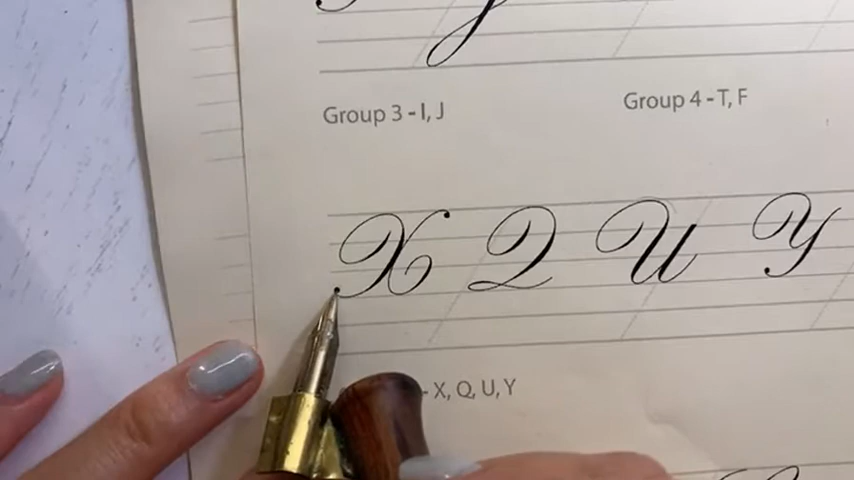 Group 3 - I, J
Group 4 - T, F
X Q U Y
- X, Q, U, Y